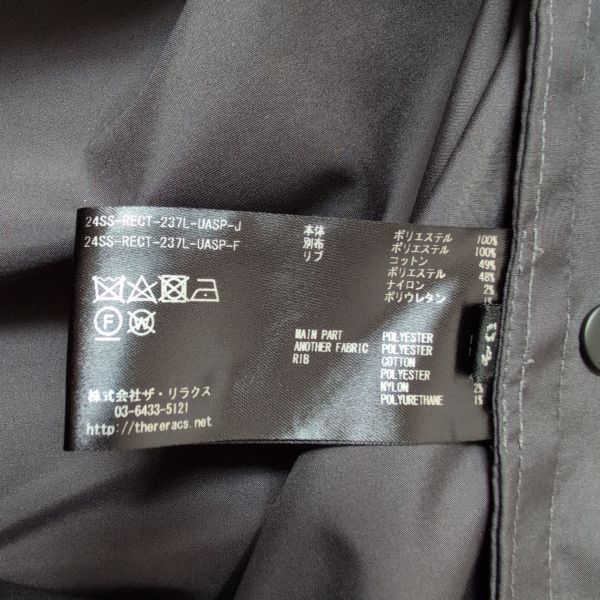 24SS-RECT-237L-UASP-J
24SS-RECT-237L-UASP-F
本体 ポリエステル 100%
別布 ポリエステル 100%
リブ コットン 49%
ポリエステル 48%
ナイロン 2%
ポリウレタン 1%
MAIN PART POLYESTER
ANOTHER FABRIC POLYESTER
RIB COTTON
POLYESTER
NYLON
POLYURETHANE 1%
F
W
株式会社ザ・リラクス
03-6433-5121
http://thereracs.net